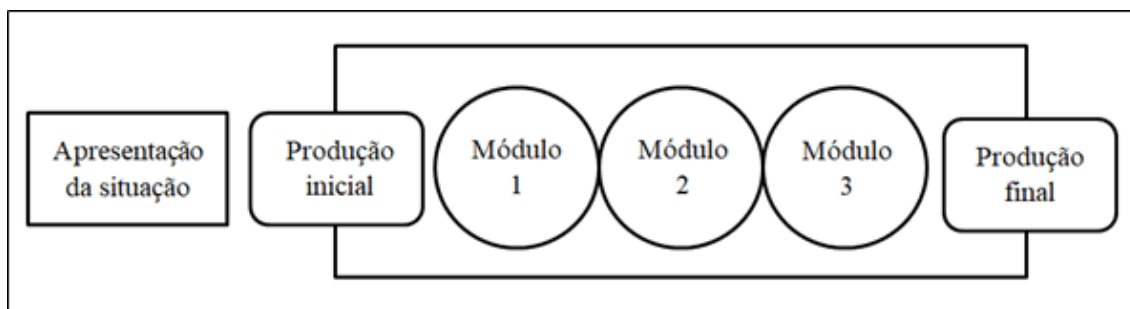 Apresentação
da situação
Produção
inicial
Módulo
1
Módulo
2
Módulo
3
Produção
final